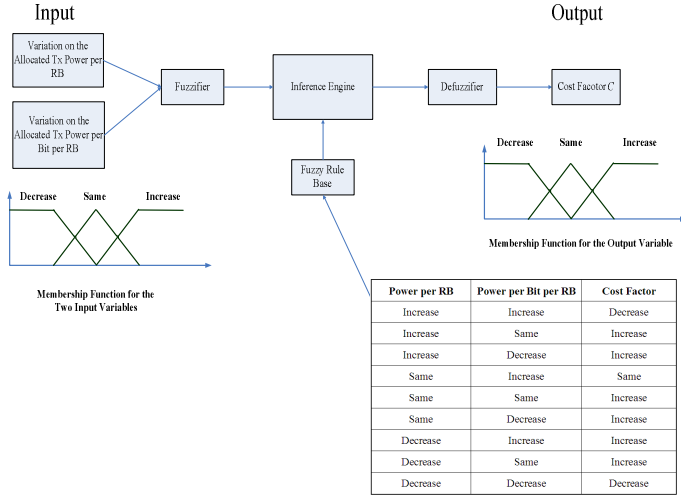 Input
Output
Variation on the
Allocated Tx Power per
RB
Variation on the
Allocated Tx Power per
Bit per RB
Fuzzifier
Inference Engine
Defuzzifier
Cost Facotor C
Fuzzy Rule
Base
Decrease Same Increase
Membership Function for the
Two Input Variables
Decrease Same Increase
Membership Function for the Output Variable
Power per RB Power per Bit per RB Cost Factor
Increase Increase Decrease
Increase Same Increase
Increase Decrease Increase
Same Increase Same
Same Same Increase
Same Decrease Increase
Decrease Increase Increase
Decrease Same Increase
Decrease Decrease Decrease